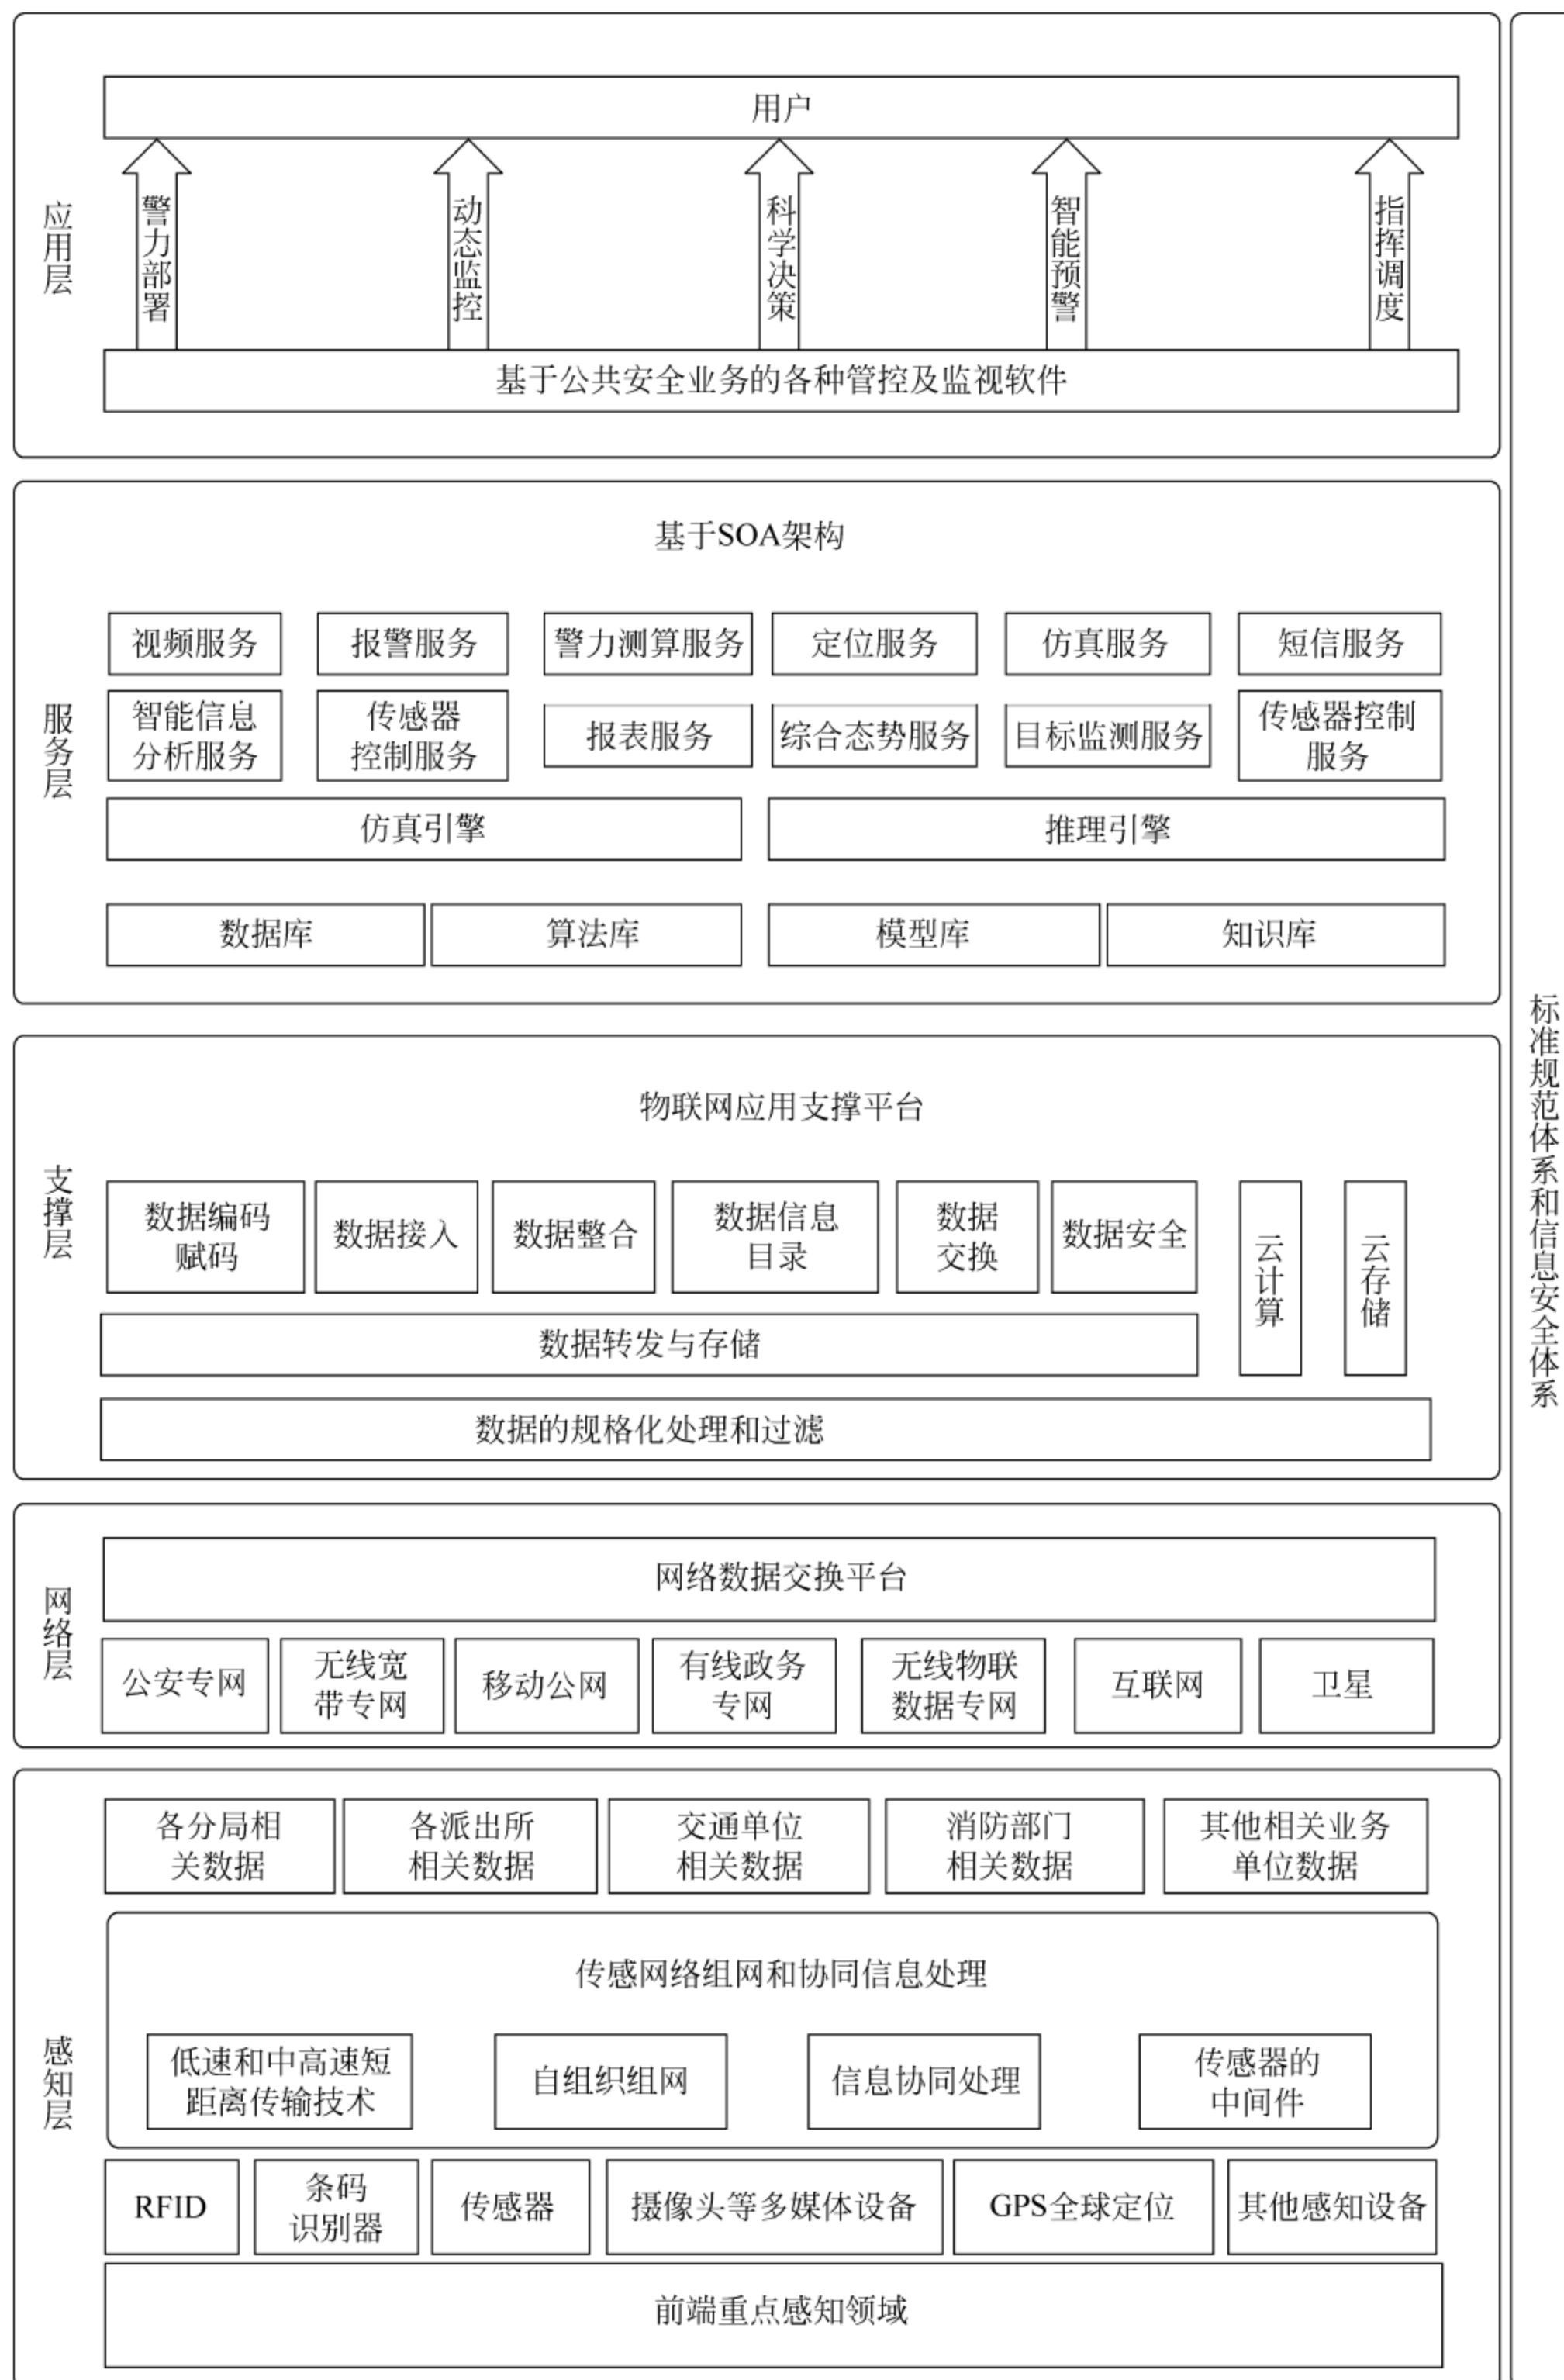 应用层
用户
警力部署
动态监控
科学决策
智能预警
指挥调度
基于公共安全业务的各种管控及监视软件
服务层
基于SOA架构
视频服务
报警服务
警力测算服务
定位服务
仿真服务
短信服务
智能信息
分析服务
传感器
控制服务
报表服务
综合态势服务
目标监测服务
传感器控制
服务
仿真引擎
推理引擎
数据库
算法库
模型库
知识库
支撑层
物联网应用支撑平台
数据编码
赋码
数据接入
数据整合
数据信息
目录
数据
交换
数据安全
云计算
云存储
数据转发与存储
数据的规格化处理和过滤
网络层
网络数据交换平台
公安专网
无线宽
带专网
移动公网
有线政务
专网
无线物联
数据专网
互联网
卫星
感知层
各分局相
关数据
各派出所
相关数据
交通单位
相关数据
消防部门
相关数据
其他相关业务
单位数据
传感网络组网和协同信息处理
低速和中高速短
距离传输技术
自组织组网
信息协同处理
传感器的
中间件
RFID
条码
识别器
传感器
摄像头等多媒体设备
GPS全球定位
其他感知设备
前端重点感知领域
标准规范体系和信息安全体系